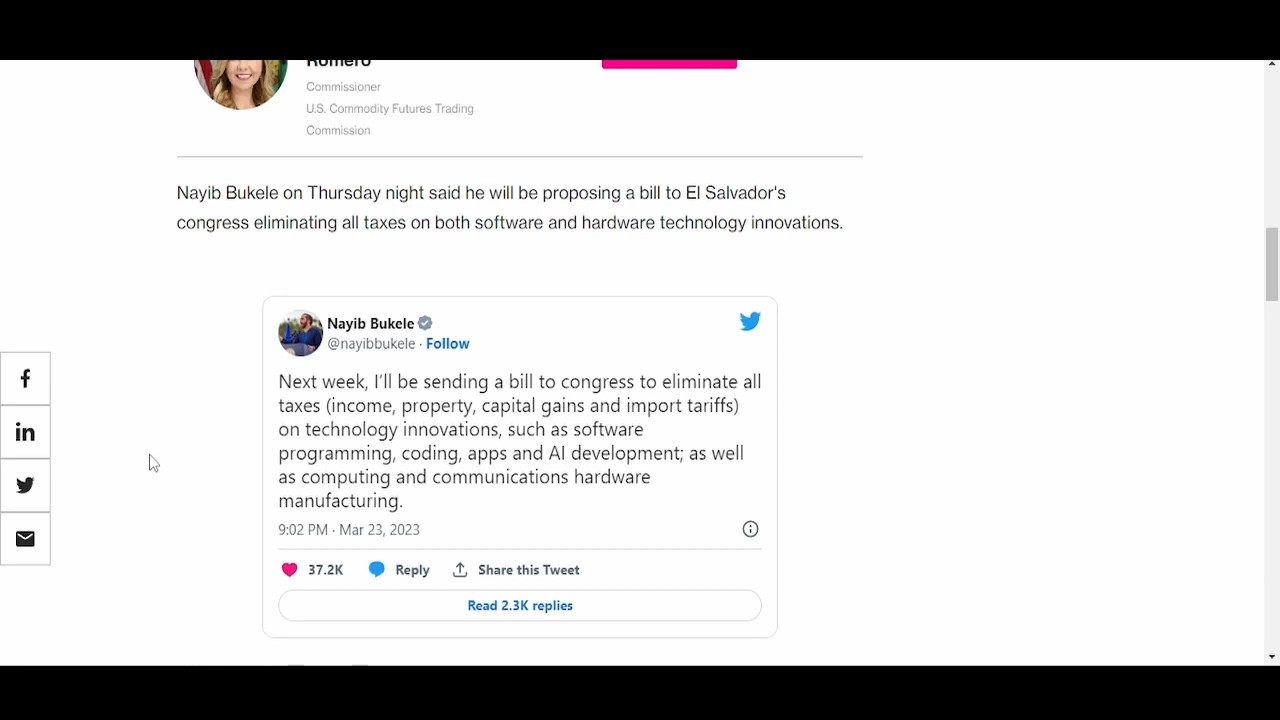 Romero
Commissioner
U.S. Commodity Futures Trading
Commission
Nayib Bukele on Thursday night said he will be proposing a bill to El Salvador's
congress eliminating all taxes on both software and hardware technology innovations.
Nayib Bukele
@nayibbukele · Follow
Next week, I’ll be sending a bill to congress to eliminate all
taxes (income, property, capital gains and import tariffs)
on technology innovations, such as software
programming, coding, apps and AI development; as well
as computing and communications hardware
manufacturing.
9:02 PM · Mar 23, 2023
37.2K Reply Share this Tweet
Read 2.3K replies